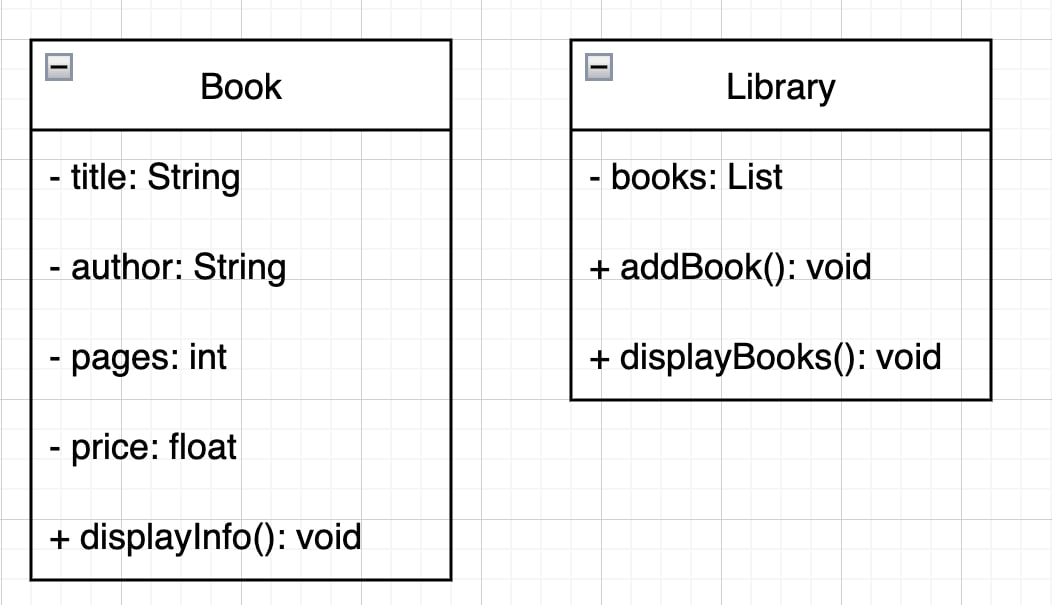 Book
- title: String
- author: String
- pages: int
- price: float
+ displayInfo(): void
Library
- books: List
+ addBook(): void
+ displayBooks(): void